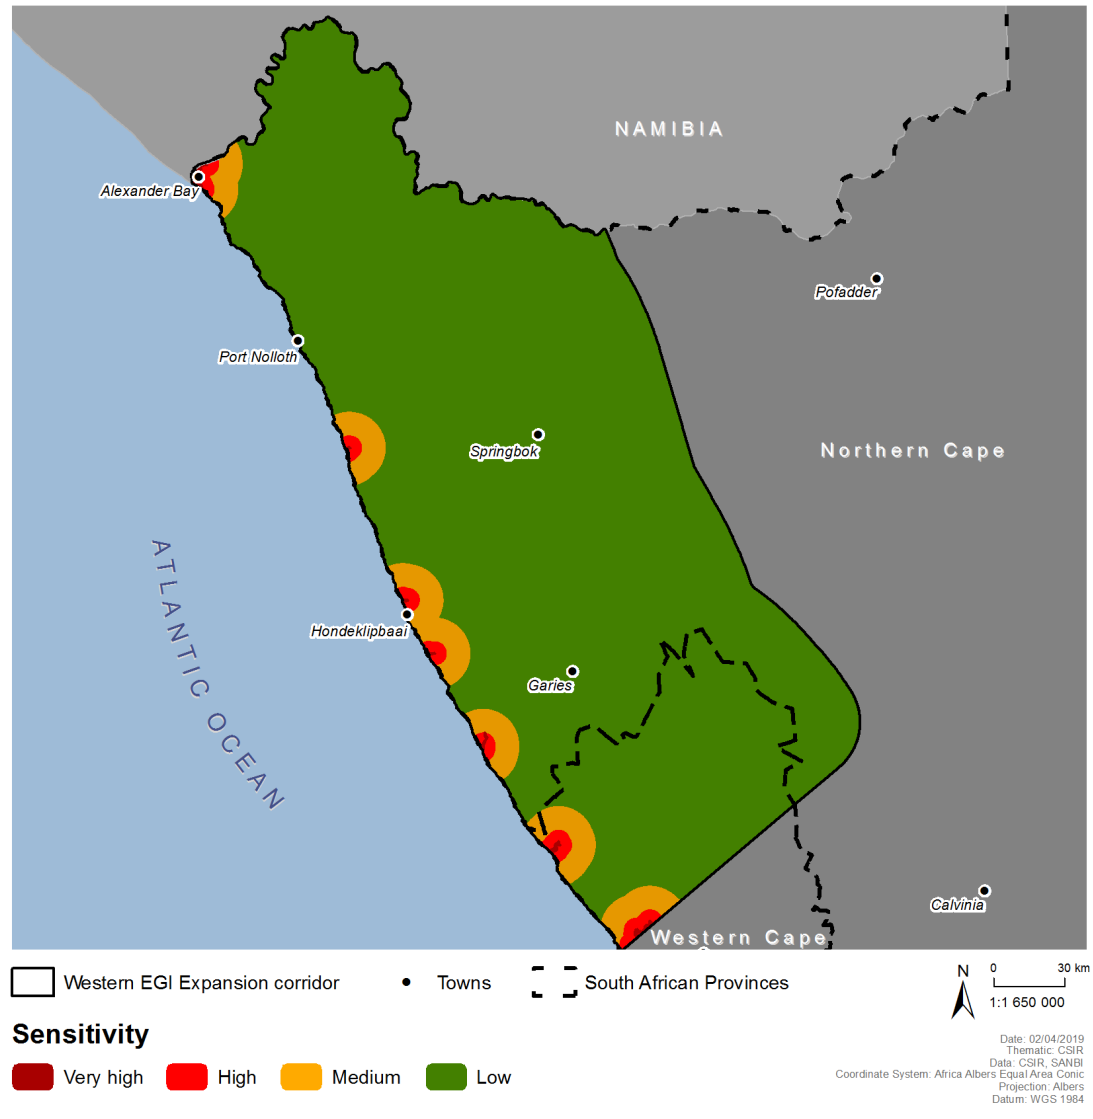 NAMIBIA
Alexander Bay
Pofadder
Port Nolloth
Springbok
Northern Cape
ATLANTIC OCEAN
Hondeklipbaai
Garies
Calvinia
Western Cape
Western EGI Expansion corridor
Towns
South African Provinces
N
0 30 km
1:1 650 000
Sensitivity
Very high
High
Medium
Low
Date: 02/04/2019
Thematic: CSIR
Data: CSIR, SANBI
Coordinate System: Africa Albers Equal Area Conic
Projection: Albers
Datum: WGS 1984